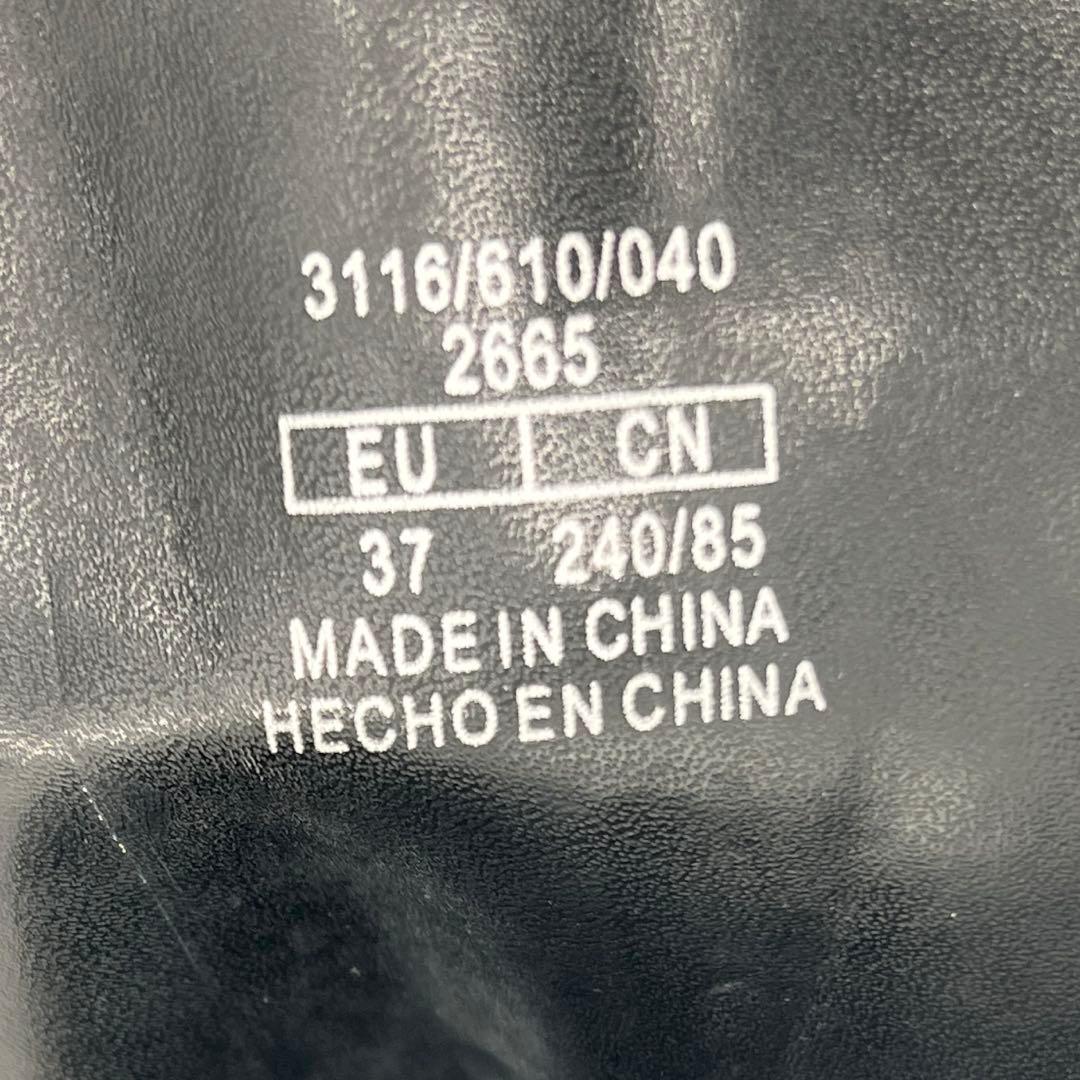 3116/610/040
2665
EU CN
37 240/85
MADE IN CHINA
HECHO EN CHINA